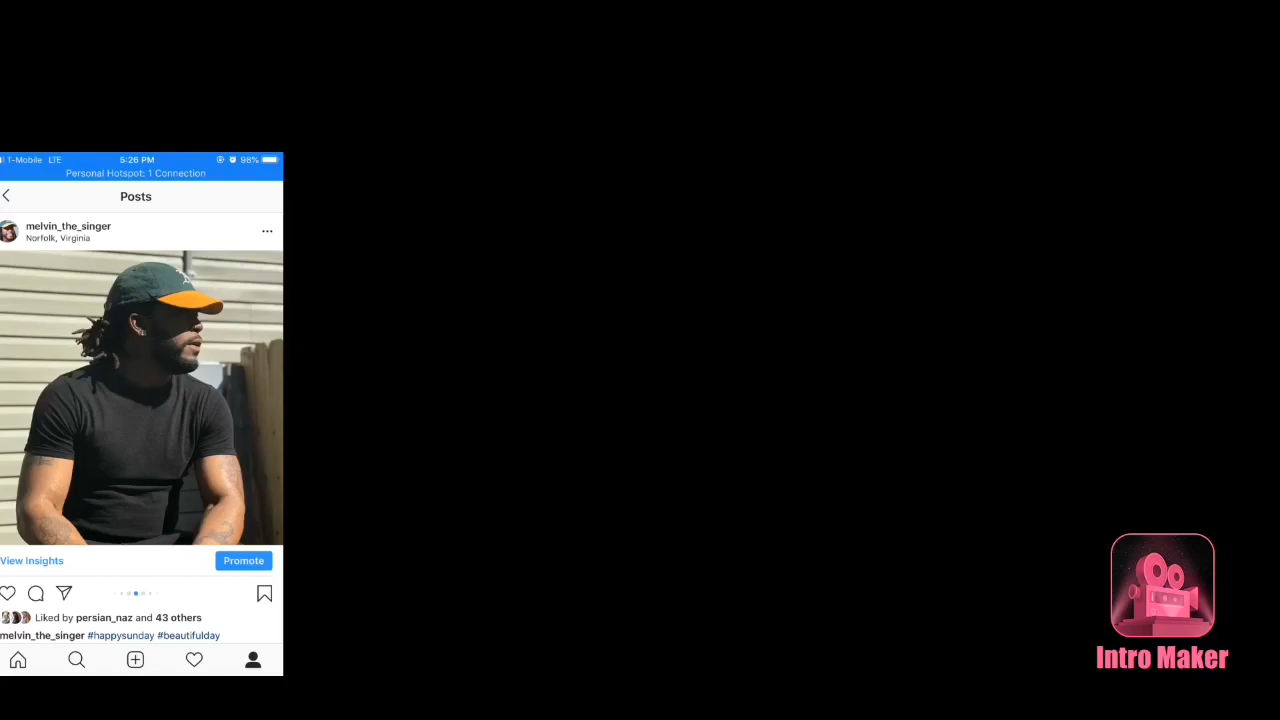 T-Mobile LTE 5:26 PM 98%
Personal Hotspot: 1 Connection
Posts
melvin_the_singer
Norfolk, Virginia
View Insights Promote
Liked by persian_naz and 43 others
melvin_the_singer #happysunday #beautifulday
Intro Maker